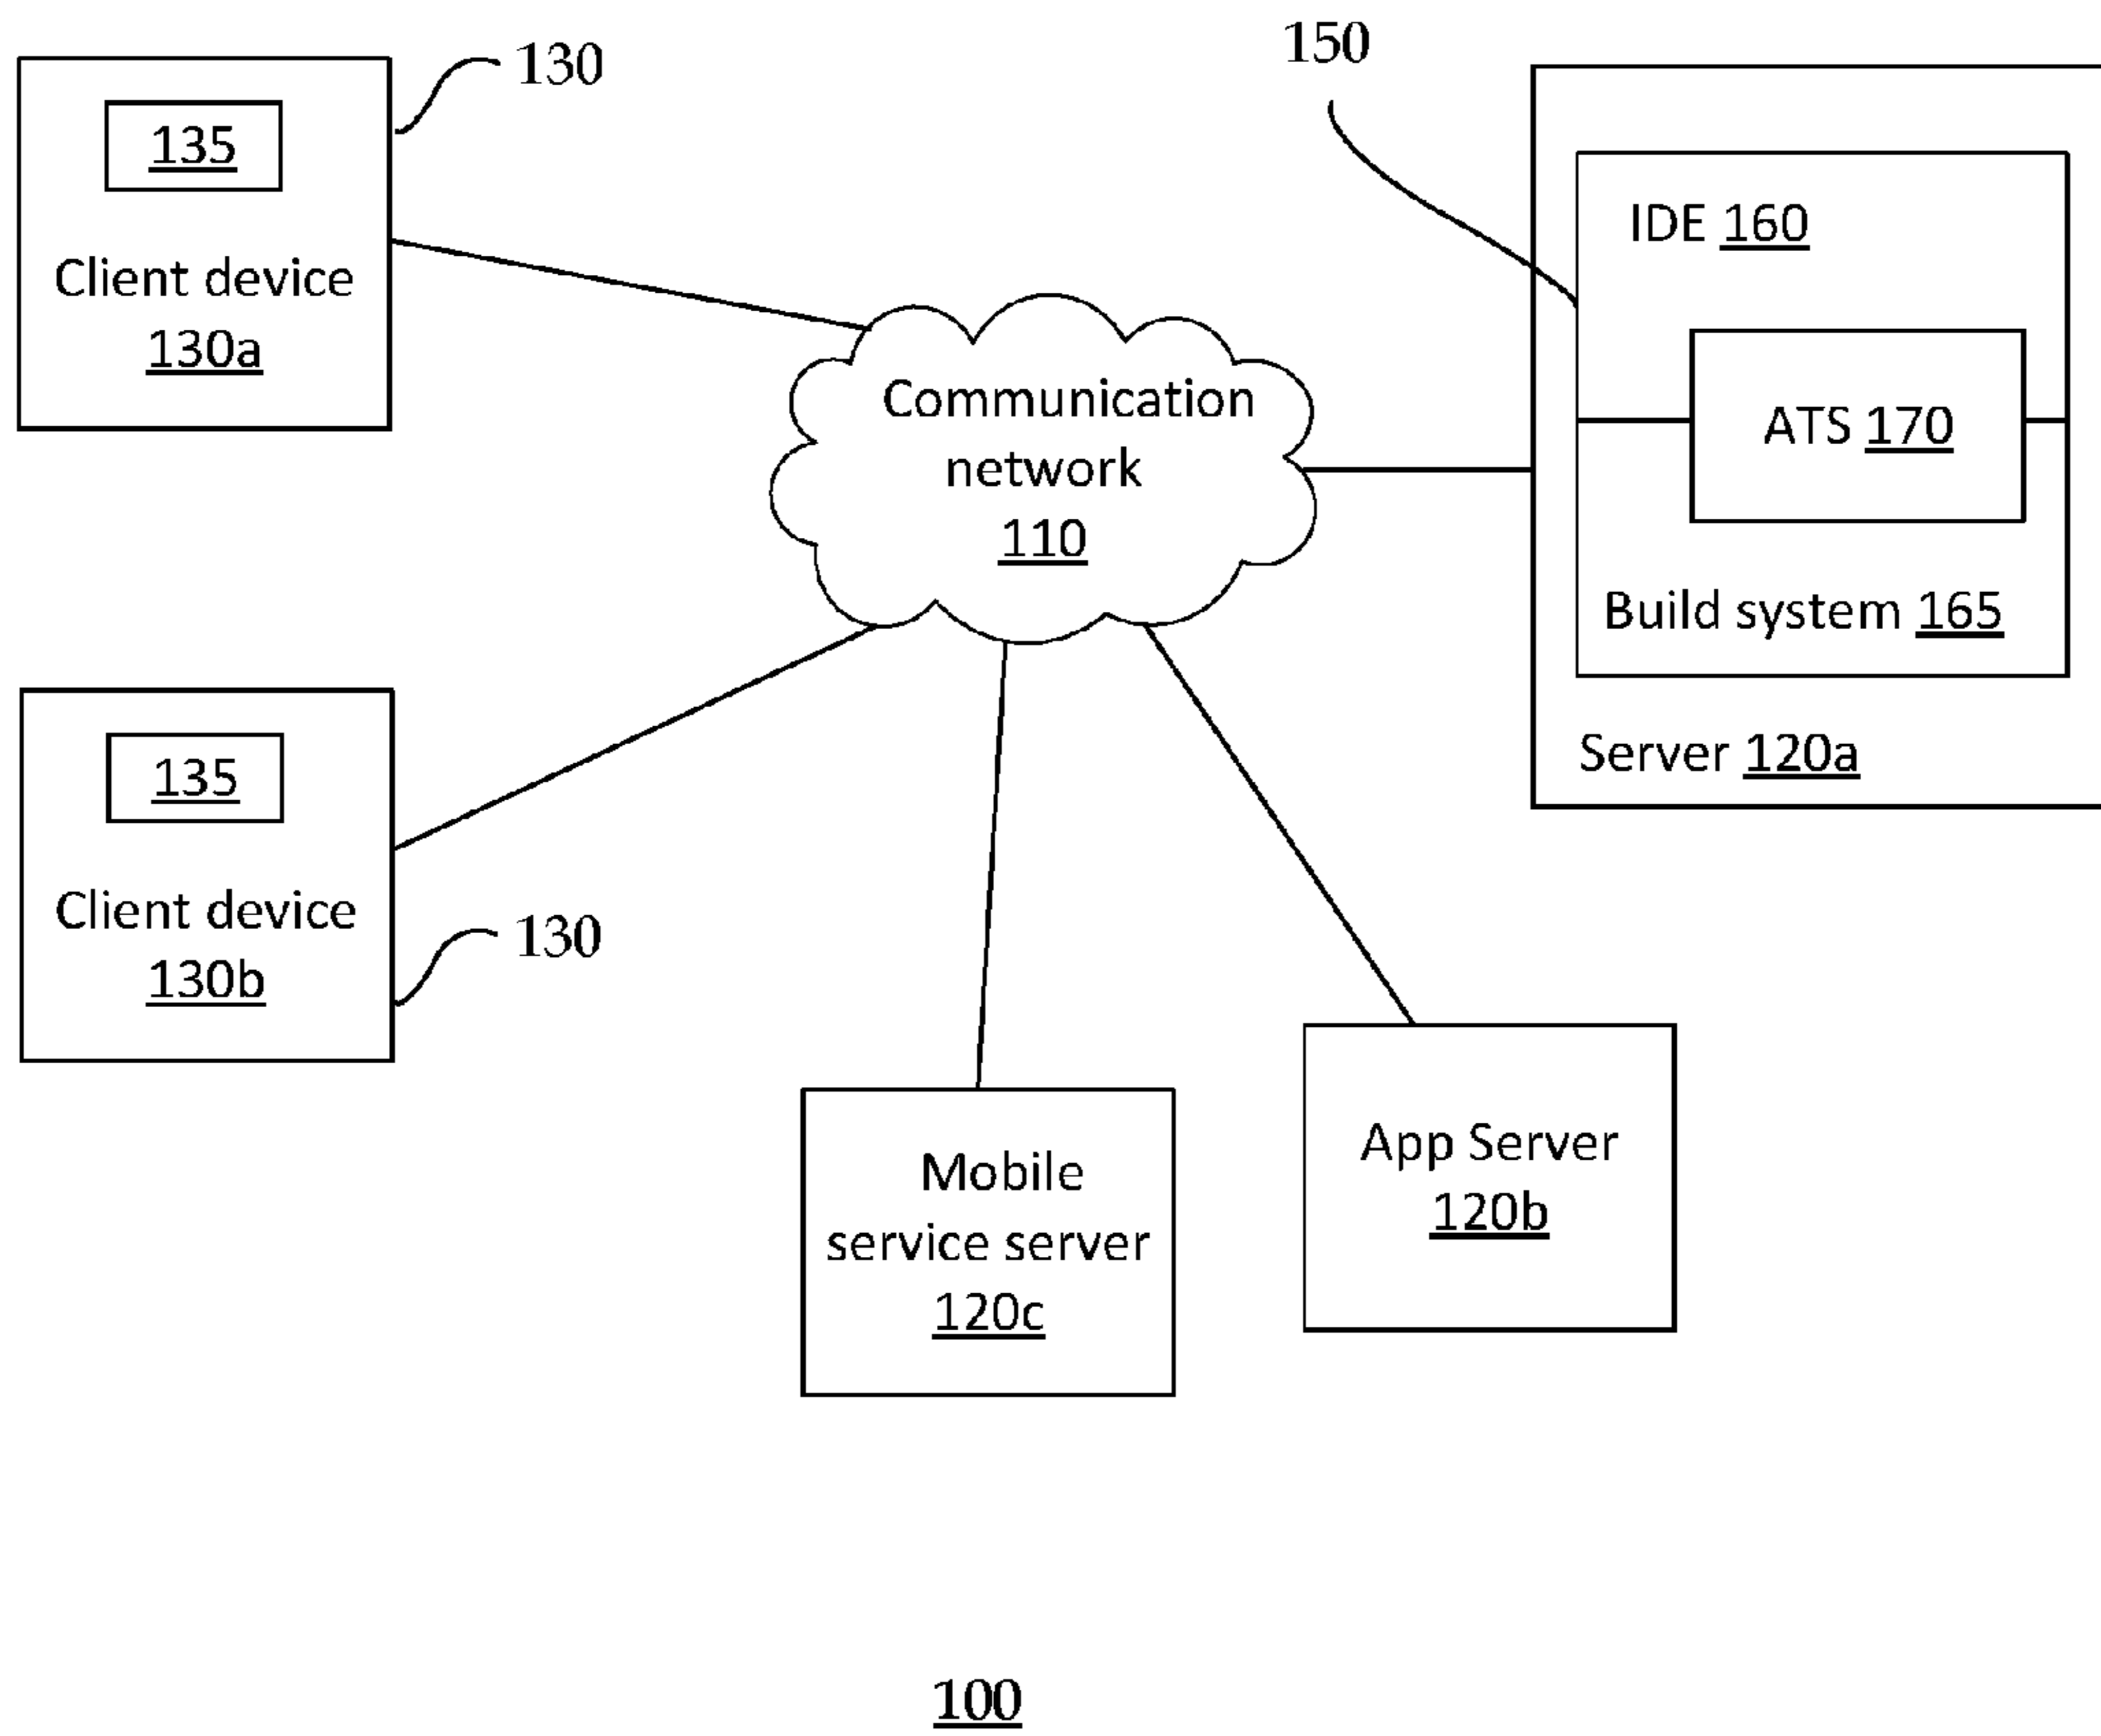 130
135
Client device
130a
150
IDE 160
ATS 170
Build system 165
Server 120a
Communication
network
110
135
Client device
130b
130
Mobile
service server
120c
App Server
120b
100